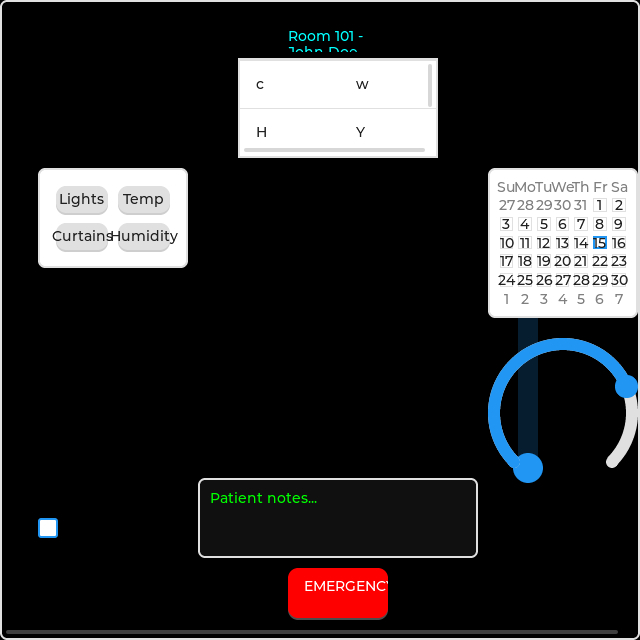 Room 101 -
John Doe
c w
H Y
Lights Temp
Curtains Humidity
Su Mo Tu We Th Fr Sa
27 28 29 30 31 1 2
3 4 5 6 7 8 9
10 11 12 13 14 15 16
17 18 19 20 21 22 23
24 25 26 27 28 29 30
1 2 3 4 5 6 7
Patient notes...
EMERGENCY